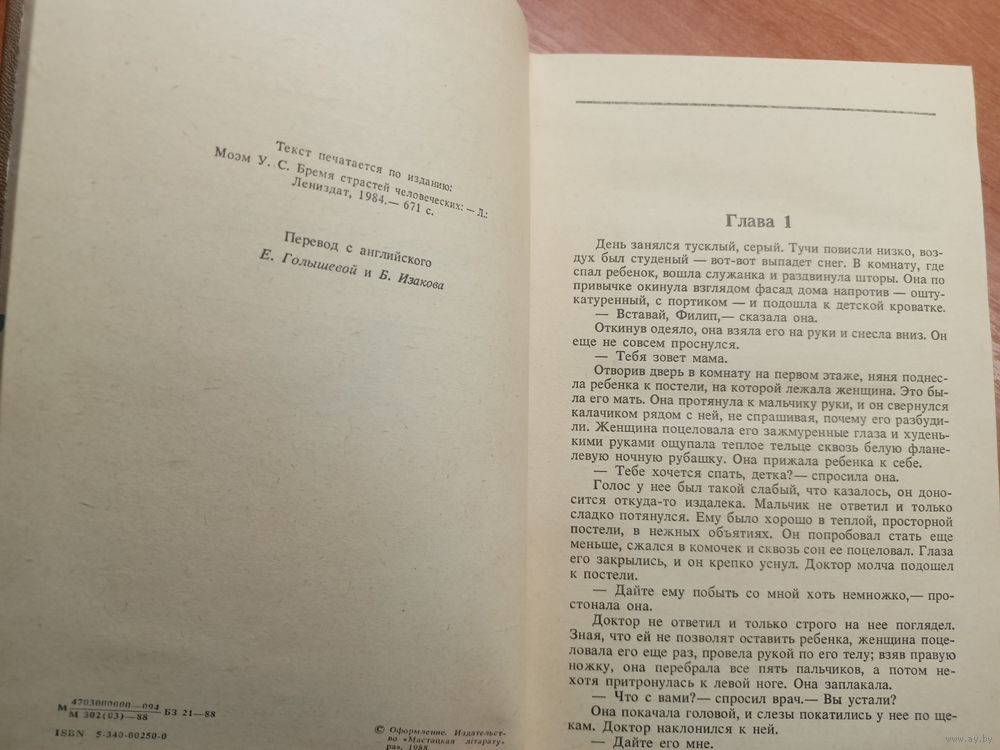 Текст печатается по изданию:
Моэм У. С. Бремя страстей человеческих: — Л.:
Лениздат, 1984.— 671 с.
Перевод с английского
Е. Голышевой и Б. Изакова
М 4703000000—094
М 302(03)—88 БЗ 21—88
ISBN 5-340-00250-0
© Оформление. Издательст-
во «Мастацкая літарату-
ра», 1988.
Глава 1
День занялся тусклый, серый. Тучи повисли низко, воз-
дух был студеный — вот-вот выпадет снег. В комнату, где
спал ребенок, вошла служанка и раздвинула шторы. Она по
привычке окинула взглядом фасад дома напротив — ошту-
катуренный, с портиком — и подошла к детской кроватке.
— Вставай, Филип,— сказала она.
Откинув одеяло, она взяла его на руки и снесла вниз. Он
еще не совсем проснулся.
— Тебя зовет мама.
Отворив дверь в комнату на первом этаже, няня поднес-
ла ребенка к постели, на которой лежала женщина. Это бы-
ла его мать. Она протянула к мальчику руки, и он свернулся
калачиком рядом с ней, не спрашивая, почему его разбуди-
ли. Женщина поцеловала его зажмуренные глаза и худень-
кими руками ощупала теплое тельце сквозь белую фланe-
левую ночную рубашку. Она прижала ребенка к себе.
— Тебе хочется спать, детка?— спросила она.
Голос у нее был такой слабый, что казалось, он доно-
сится откуда-то издалека. Мальчик не ответил и только
сладко потянулся. Ему было хорошо в теплой, просторной
постели, в нежных объятиях. Он попробовал стать еще
меньше, сжался в комочек и сквозь сон ее поцеловал. Глаза
его закрылись, и он крепко уснул. Доктор молча подошел
к постели.
— Дайте ему побыть со мной хоть немножко,— про-
стонала она.
Доктор не ответил и только строго на нее поглядел.
Зная, что ей не позволят оставить ребенка, женщина поце-
ловала его еще раз, провела рукой по его телу; взяв правую
ножку, она перебрала все пять пальчиков, а потом не-
хотя притронулась к левой ноге. Она заплакала.
— Что с вами?— спросил врач.— Вы устали?
Она покачала головой, и слезы покатились у нее по ще-
кам. Доктор наклонился к ней.
— Дайте его мне.
www.ay.by